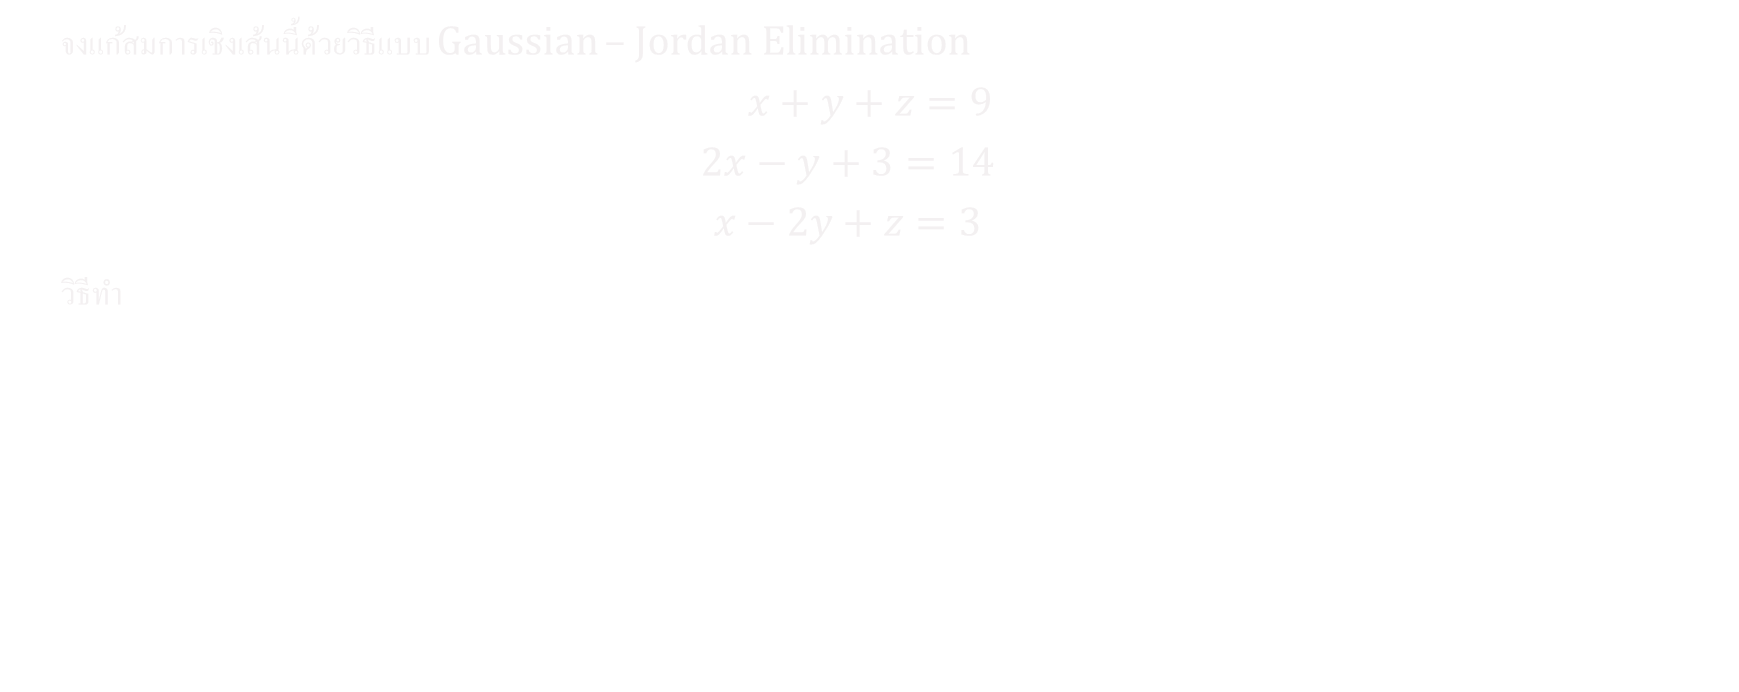 จงแก้สมการเชิงเส้นนี้ด้วยวิธีแบบ Gaussian – Jordan Elimination
x + y + z = 9
2x − y + 3 = 14
x − 2y + z = 3
วิธีทำ